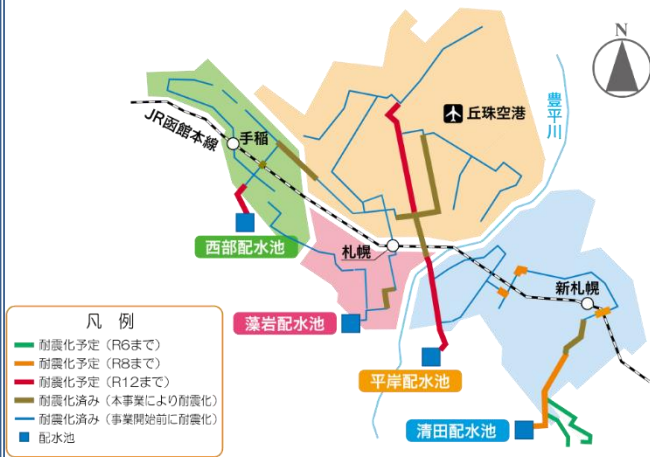 N
丘珠空港
豊平川
JR函館本線
手稲
西部配水池
札幌
新札幌
藻岩配水池
平岸配水池
清田配水池
凡 例
耐震化予定（R6まで）
耐震化予定（R8まで）
耐震化予定（R12まで）
耐震化済み（本事業により耐震化）
耐震化済み（事業開始前に耐震化）
配水池